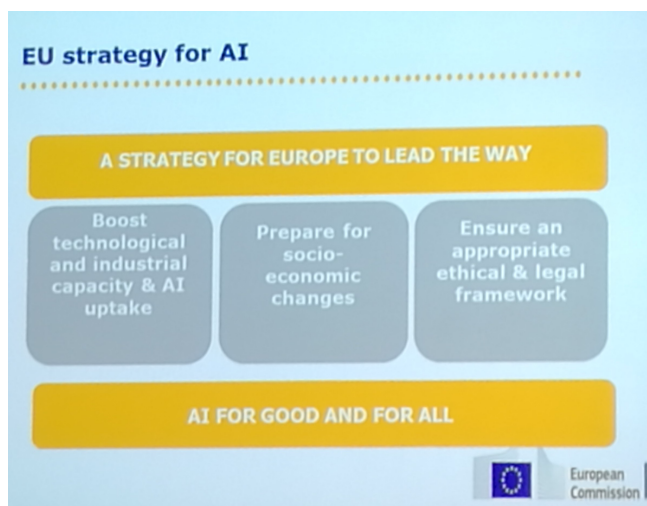 EU strategy for AI
A STRATEGY FOR EUROPE TO LEAD THE WAY
Boost
technological
and industrial
capacity & AI
uptake
Prepare for
socio-
economic
changes
Ensure an
appropriate
ethical & legal
framework
AI FOR GOOD AND FOR ALL
European
Commission